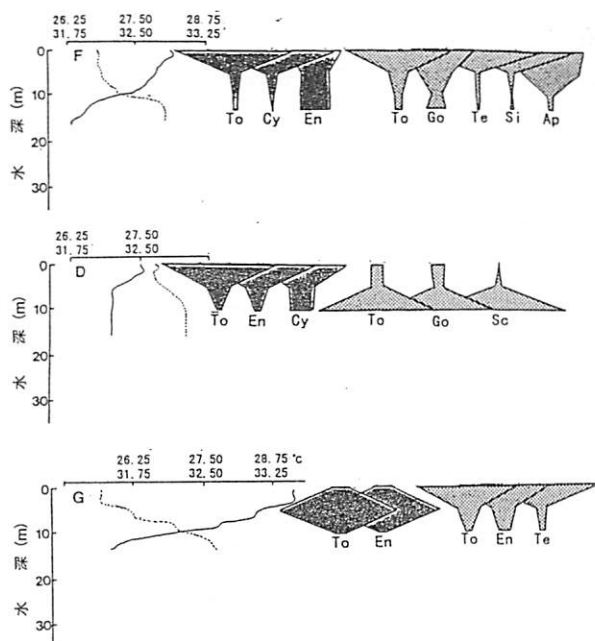 26.25 27.50 28.75
31.75 32.50 33.25
F
0
10
20
30
水 深 (m)
To Cy En To Go Te Si Ap
26.25 27.50
31.75 32.50
D
0
10
20
30
水 深 (m)
To En Cy To Go Sc
26.25 27.50 28.75 °c
31.75 32.50 33.25
G
0
10
20
30
水 深 (m)
To En To En Te